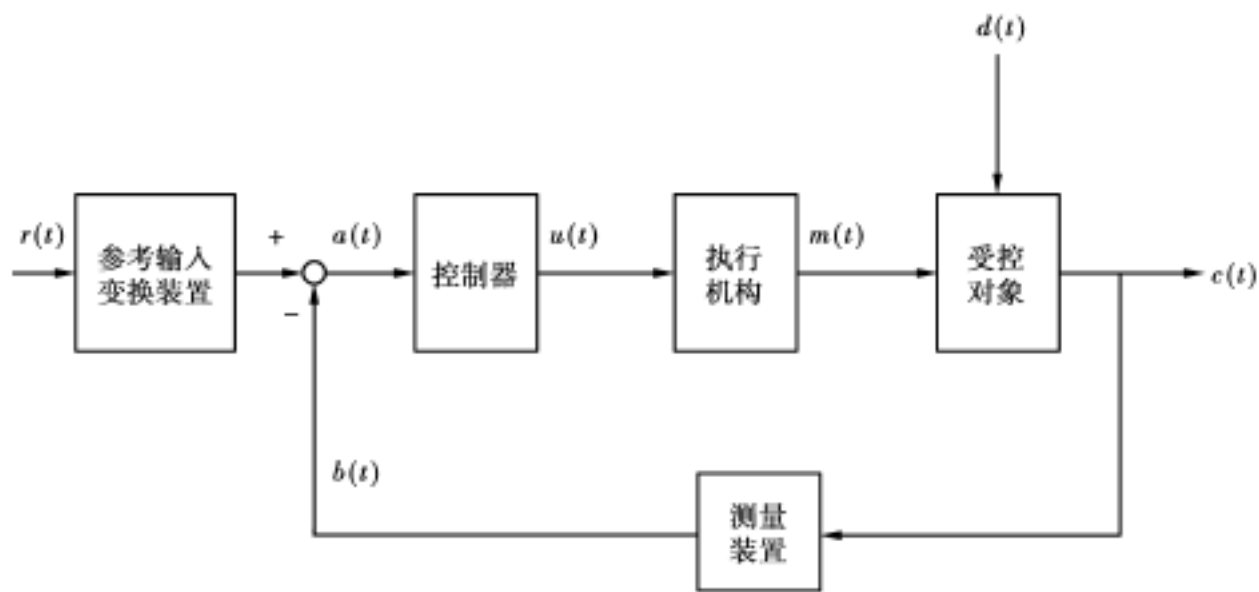 d(t)
r(t)
参考输入
变换装置
+
a(t)
控制器
u(t)
执行
机构
m(t)
受控
对象
c(t)
−
b(t)
测量
装置